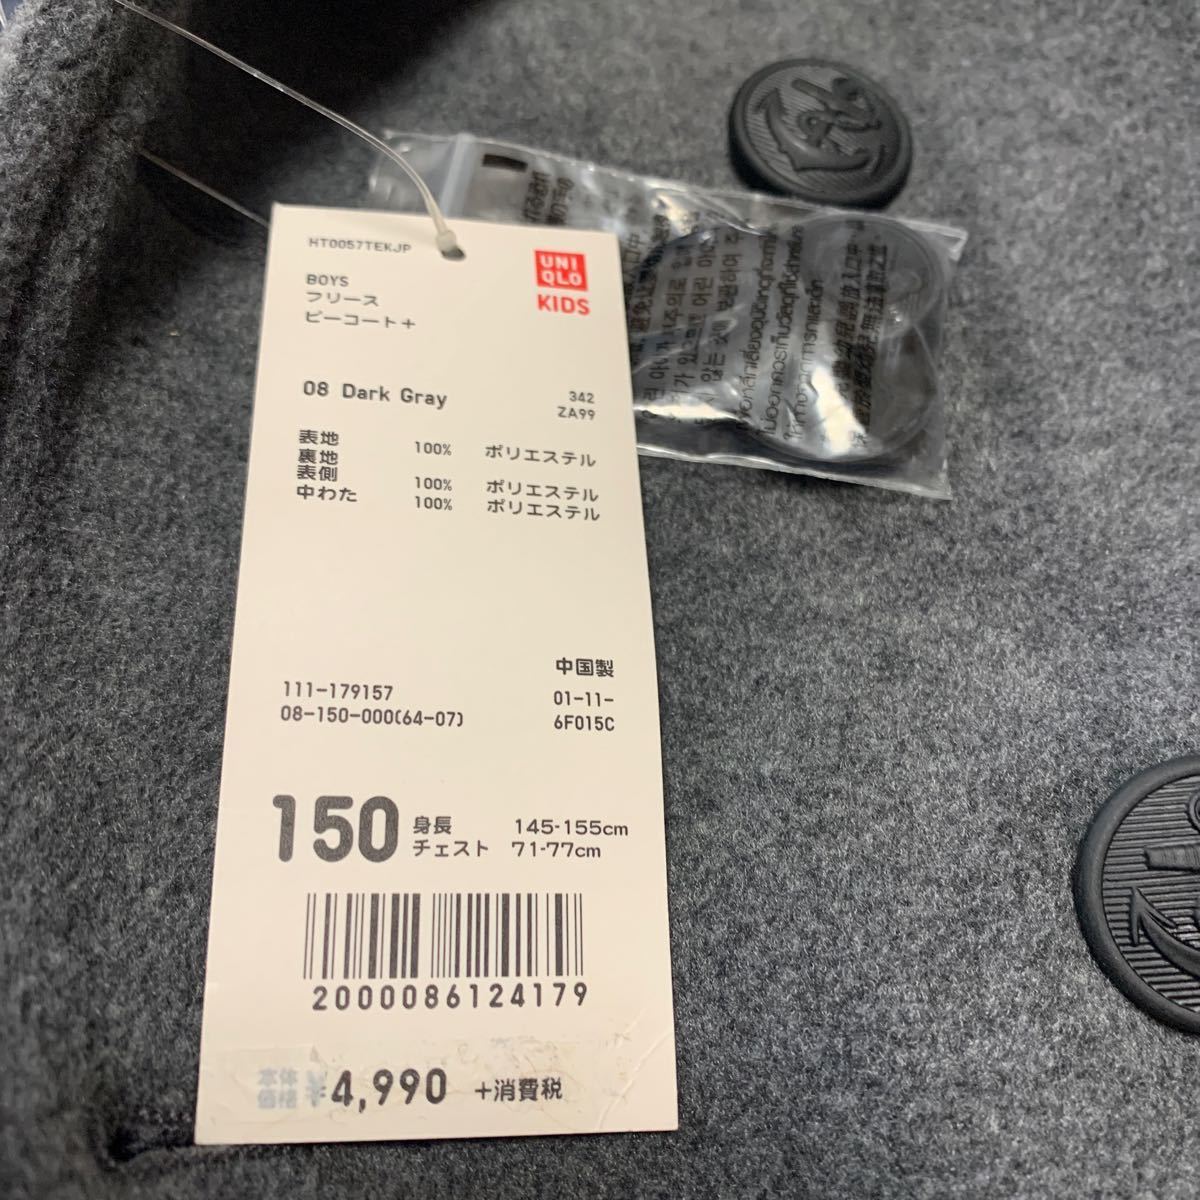 HT0057TEKJP
UNI
QLO
KIDS
BOYS
フリース
ピーコート+
08 Dark Gray
342
ZA99
表地 100% ポリエステル
裏地
表側 100% ポリエステル
中わた 100% ポリエステル
中国製
111-179157
01-11-
08-150-000(64-07)
6F015C
150
身長 145-155cm
チェスト 71-77cm
2000086124179
本体
価格 ¥4,990 +消費税